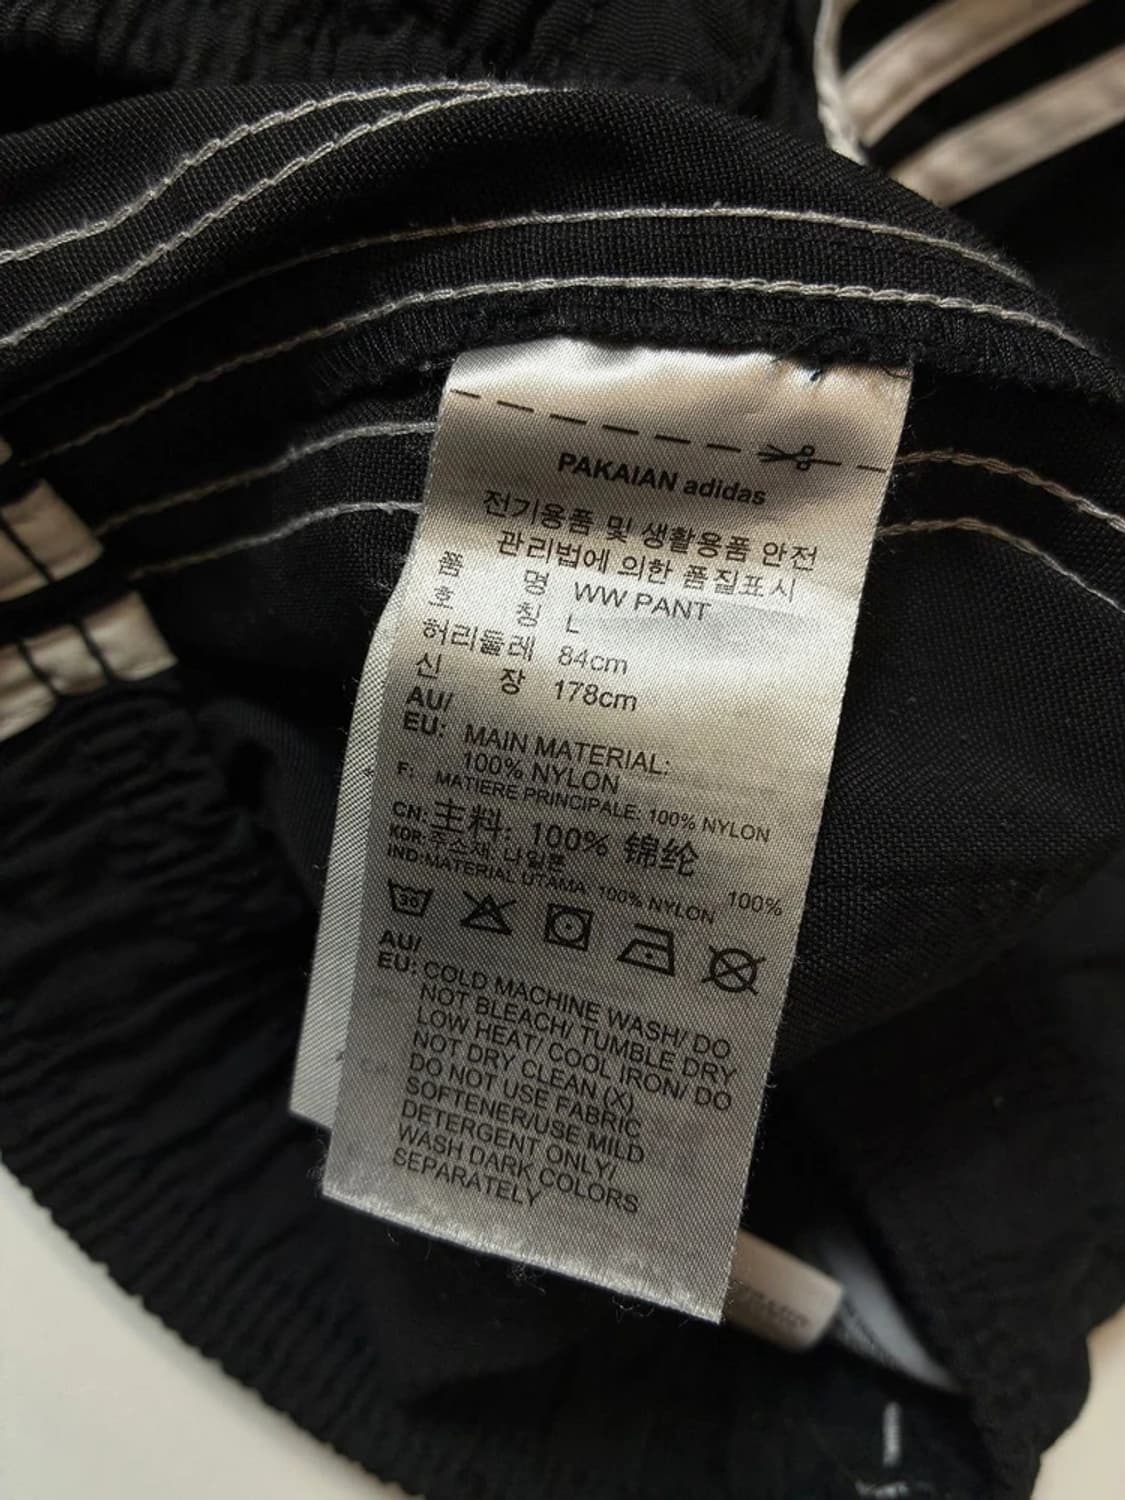 PAKAIAN adidas
전기용품 및 생활용품 안전
관리법에 의한 품질표시
품 명 WW PANT
호 칭 L
허리둘레 84cm
신 장 178cm
AU/
EU: MAIN MATERIAL:
100% NYLON
F: MATIERE PRINCIPALE: 100% NYLON
CN: 主料: 100% 锦纶
KOR: 주소재, 나일론 100%
IND:MATERIAL UTAMA: 100% NYLON
30
AU/
EU: COLD MACHINE WASH/ DO
NOT BLEACH/ TUMBLE DRY
LOW HEAT/ COOL IRON/ DO
NOT DRY CLEAN (X)
DO NOT USE FABRIC
SOFTENER/USE MILD
DETERGENT ONLY/
WASH DARK COLORS
SEPARATELY